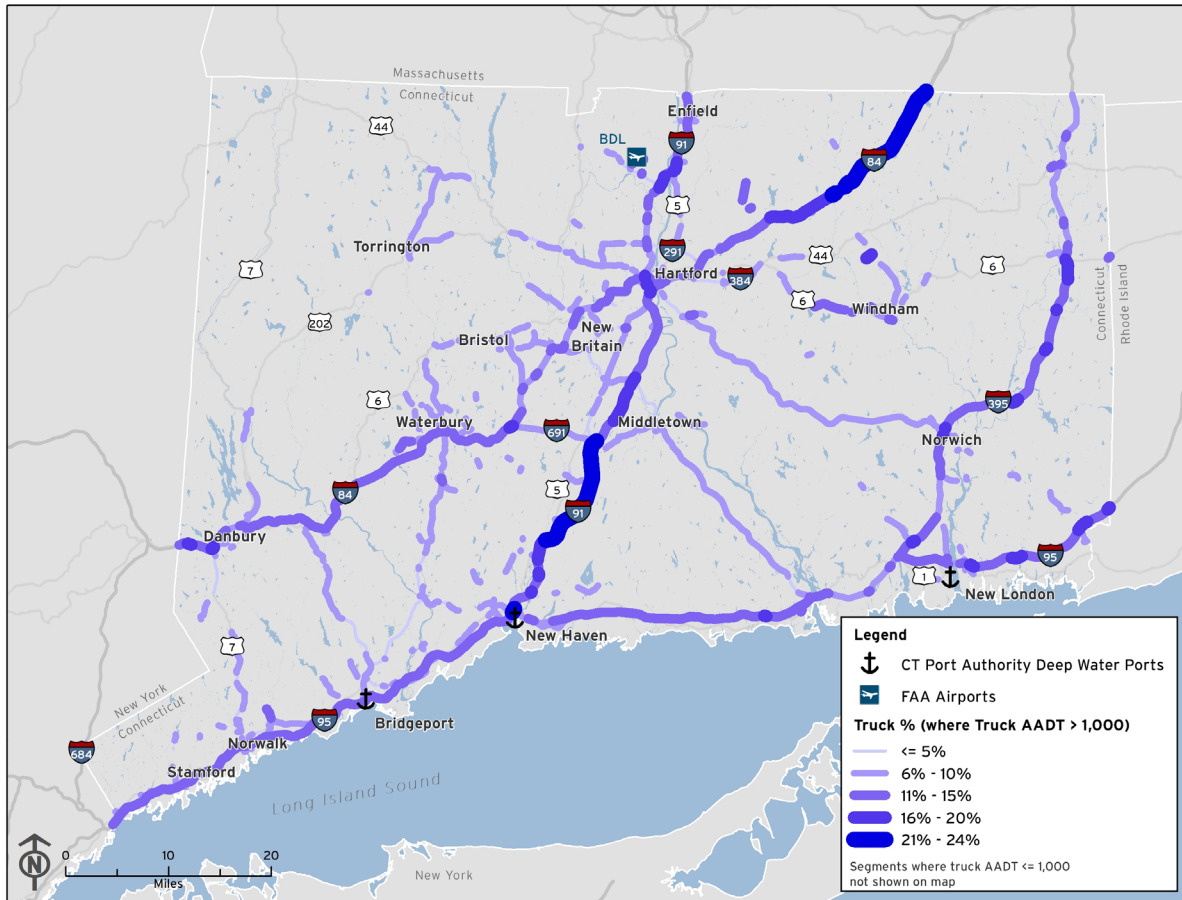 Massachusetts
Connecticut
44
Enfield
BDL
91
84
5
Torrington
291
7
Hartford
44
6
384
Connecticut
Rhode Island
6
Windham
202
New
Britain
Bristol
6
395
Waterbury
691
Middletown
Norwich
84
5
91
Danbury
95
1
New London
New Haven
7
New York
Connecticut
95
Bridgeport
684
Norwalk
Stamford
Long Island Sound
New York
N
0 10 20
Miles
Legend
CT Port Authority Deep Water Ports
FAA Airports
Truck % (where Truck AADT > 1,000)
<= 5%
6% - 10%
11% - 15%
16% - 20%
21% - 24%
Segments where truck AADT <= 1,000
not shown on map